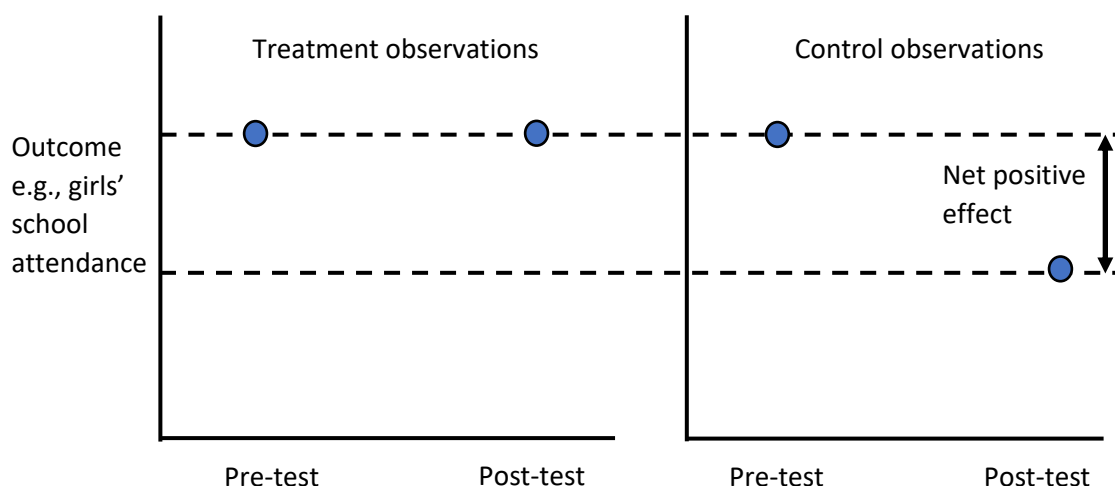 Treatment observations
Control observations
Outcome
e.g., girls’
school
attendance
Net positive
effect
Pre-test
Post-test
Pre-test
Post-test